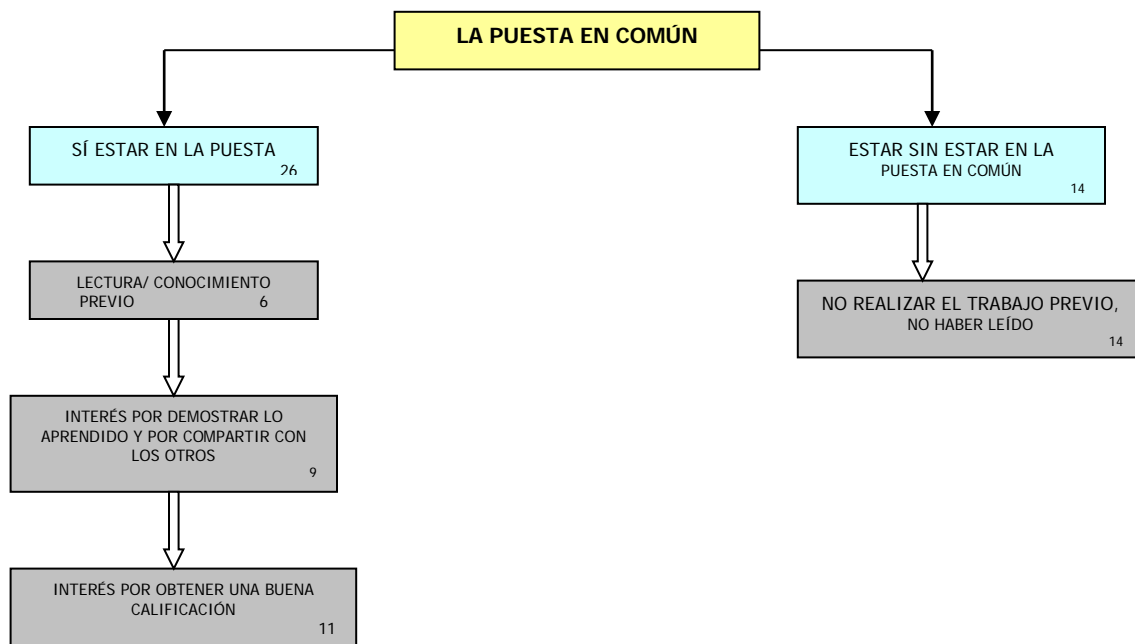 LA PUESTA EN COMÚN
SÍ ESTAR EN LA PUESTA
26
ESTAR SIN ESTAR EN LA
PUESTA EN COMÚN
14
LECTURA/ CONOCIMIENTO
PREVIO 6
NO REALIZAR EL TRABAJO PREVIO,
NO HABER LEÍDO
14
INTERÉS POR DEMOSTRAR LO
APRENDIDO Y POR COMPARTIR CON
LOS OTROS
9
INTERÉS POR OBTENER UNA BUENA
CALIFICACIÓN
11